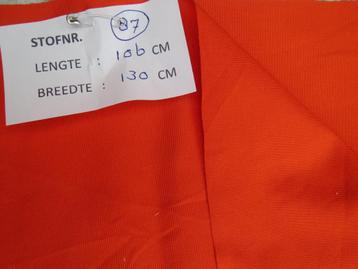 STOFNR. 87
LENGTE : 106 CM
BREEDTE : 130 CM